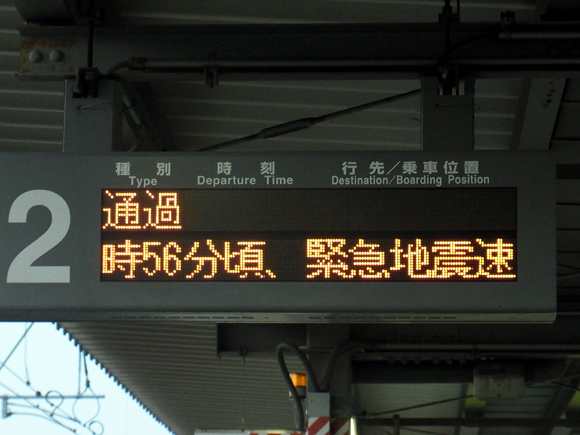 種別 時刻 行先/乗車位置
Type Departure Time Destination/Boarding Position
2
通過
時56分頃、緊急地震速